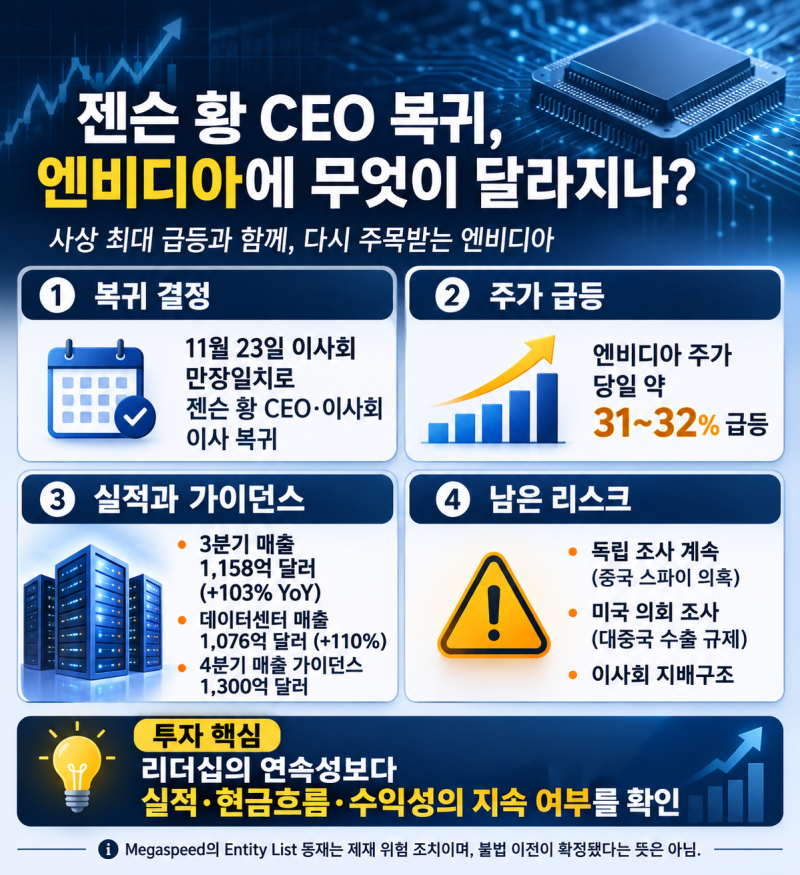 젠슨 황 CEO 복귀,
엔비디아에 무엇이 달라지나?
사상 최대 급등과 함께, 다시 주목받는 엔비디아
1 복귀 결정
11월 23일 이사회
만장일치로
젠슨 황 CEO·이사회
이사 복귀
2 주가 급등
엔비디아 주가
당일 약
31~32% 급등
3 실적과 가이던스
• 3분기 매출
1,158억 달러
(+103% YoY)
• 데이터센터 매출
1,076억 달러 (+110%)
• 4분기 매출 가이던스
1,300억 달러
4 남은 리스크
• 독립 조사 계속
(중국 스파이 의혹)
• 미국 의회 조사
(대중국 수출 규제)
• 이사회 지배구조
투자 핵심
리더십의 연속성보다
실적·현금흐름·수익성의 지속 여부를 확인
i Megaspeed의 Entity List 등재는 제재 위험 조치이며, 불법 이전이 확정됐다는 뜻은 아님.